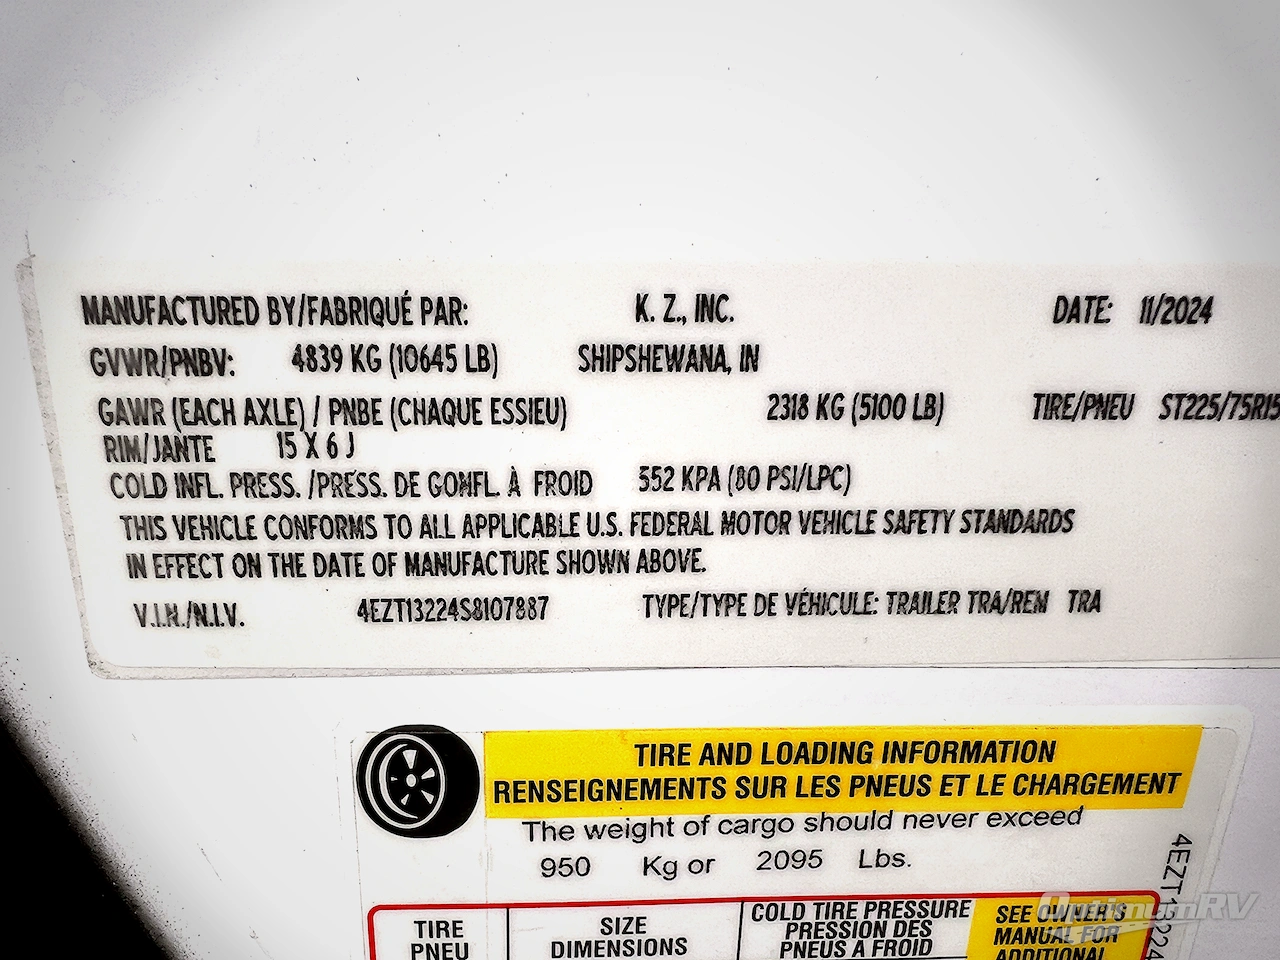 MANUFACTURED BY/FABRIQUÉ PAR: K. Z., INC. DATE: 11/2024
GVWR/PNBV: 4839 KG (10645 LB) SHIPSHEWANA, IN
GAWR (EACH AXLE) / PNBE (CHAQUE ESSIEU) 2318 KG (5100 LB) TIRE/PNEU ST225/75R15
RIM/JANTE 15 X 6 J
COLD INFL. PRESS. /PRESS. DE GONFL. À FROID 552 KPA (80 PSI/LPC)
THIS VEHICLE CONFORMS TO ALL APPLICABLE U.S. FEDERAL MOTOR VEHICLE SAFETY STANDARDS
IN EFFECT ON THE DATE OF MANUFACTURE SHOWN ABOVE.
V.I.N./N.I.V. 4EZT13224S8107887 TYPE/TYPE DE VÉHICULE: TRAILER TRA/REM TRA
TIRE AND LOADING INFORMATION
RENSEIGNEMENTS SUR LES PNEUS ET LE CHARGEMENT
The weight of cargo should never exceed
950 Kg or 2095 Lbs.
TIRE
PNEU
SIZE
DIMENSIONS
COLD TIRE PRESSURE
PRESSION DES
PNEUS A FROID
SEE OWNER'S
MANUAL FOR
ADDITIONAL
4EZT13224
OptimumRV